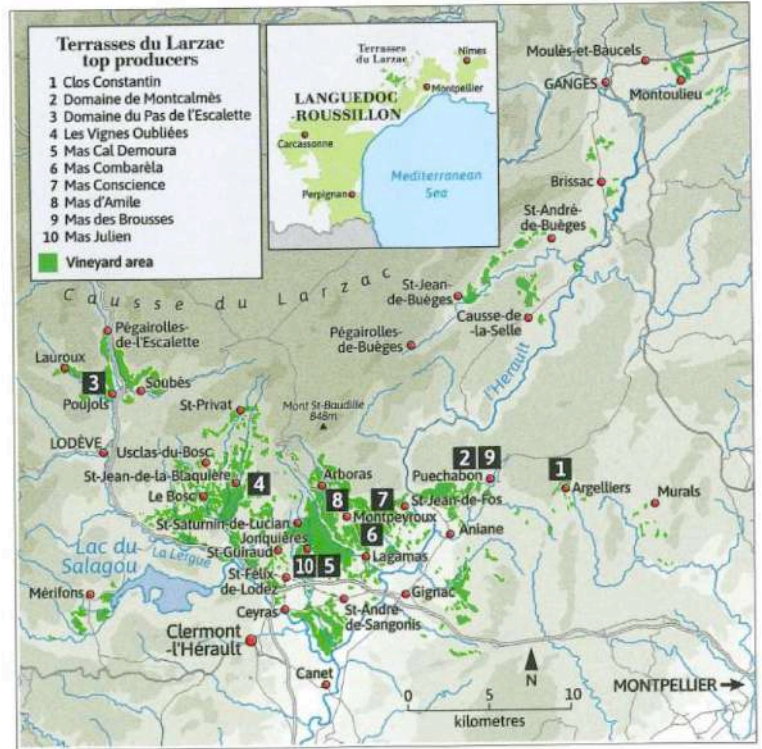 Terrasses du Larzac
top producers
1 Clos Constantin
2 Domaine de Montcalmès
3 Domaine du Pas de l'Escalette
4 Les Vignes Oubliées
5 Mas Cal Demoura
6 Mas Combarèla
7 Mas Conscience
8 Mas d'Amile
9 Mas des Brousses
10 Mas Julien
Vineyard area
Terrasses
du Larzac
Nîmes
Montpellier
LANGUEDOC
-ROUSSILLON
Carcassonne
Mediterranean
Sea
Perpignan
Moulès-et-Baucels
GANGES
Montoulieu
Brissac
St-André-
de-Buèges
Causse du Larzac
St-Jean-
de-Buèges
Causse-de
-la-Selle
Pégairolles-
de-Buèges
l'Herault
Pégairolles-
de-l'Escalette
Lauroux
3
Soubès
Poujols
St-Privat
Mont St-Baudille
848m
LODÈVE
Usclas-du-Bosc
St-Jean-de-la-Blaquière
4
Le Bosc
Arboras
8
7
2 9
Puechabon
1
Argelliers
Murals
St-Jean-de-Fos
Montpeyroux
St-Saturnin-de-Lucian
6
Aniane
Jonquières
St-Guiraud
Lagamas
10 5
Lac du
Salagou
La Lergue
St-Félix-
de-Lodez
Gignac
Mérifons
Ceyras
St-André-
de-Sangonis
Clermont
-l'Hérault
Canet
N
0 5 10
kilometres
MONTPELLIER